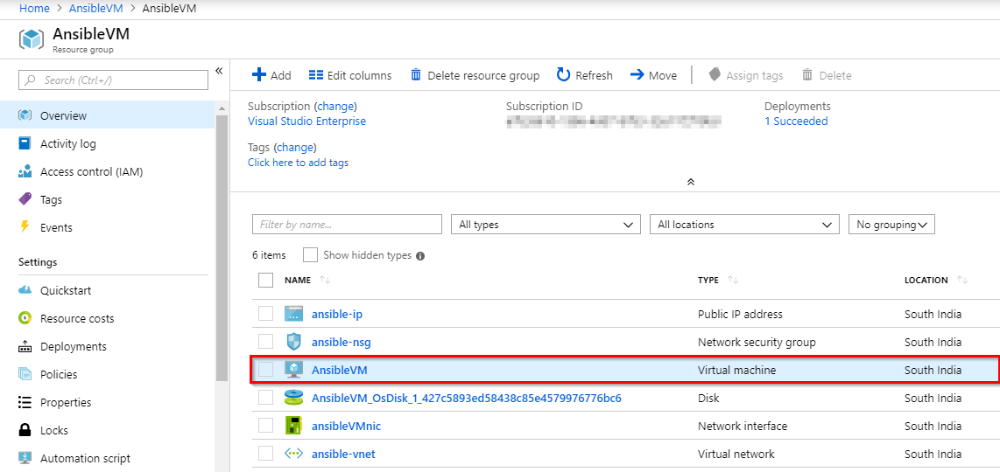 Home > AnsibleVM > AnsibleVM
AnsibleVM
Resource group
Search (Ctrl+/)
Overview
Activity log
Access control (IAM)
Tags
Events
Settings
Quickstart
Resource costs
Deployments
Policies
Properties
Locks
Automation script
Add Edit columns Delete resource group Refresh Move Assign tags Delete
Subscription (change) Subscription ID Deployments
Visual Studio Enterprise 1 Succeeded
Tags (change)
Click here to add tags
Filter by name... All types All locations No grouping
6 items Show hidden types
NAME TYPE LOCATION
ansible-ip Public IP address South India
ansible-nsg Network security group South India
AnsibleVM Virtual machine South India
AnsibleVM_OsDisk_1_427c5893ed58438c85e4579976776bc6 Disk South India
ansibleVMnic Network interface South India
ansible-vnet Virtual network South India